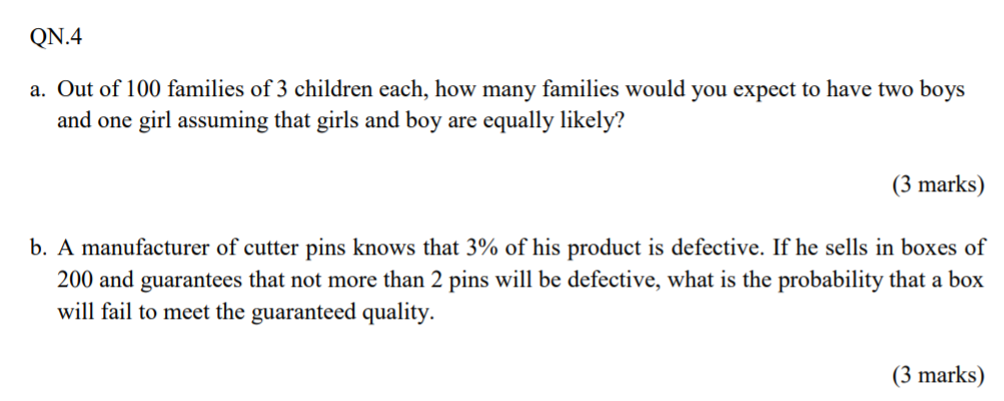 QN.4
a. Out of 100 families of 3 children each, how many families would you expect to have two boys
and one girl assuming that girls and boy are equally likely?
(3 marks)
b. A manufacturer of cutter pins knows that 3% of his product is defective. If he sells in boxes of
200 and guarantees that not more than 2 pins will be defective, what is the probability that a box
will fail to meet the guaranteed quality.
(3 marks)